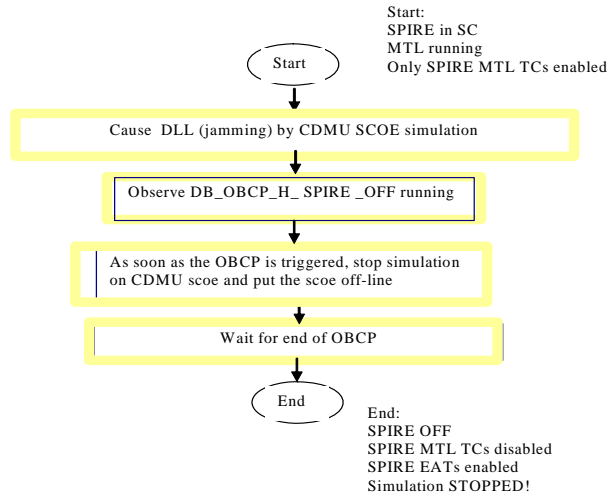 Start:
SPIRE in SC
MTL running
Only SPIRE MTL TCs enabled
Start
Cause DLL (jamming) by CDMU SCOE simulation
Observe DB_OBCP_H_ SPIRE _OFF running
As soon as the OBCP is triggered, stop simulation
on CDMU scoe and put the scoe off-line
Wait for end of OBCP
End
End:
SPIRE OFF
SPIRE MTL TCs disabled
SPIRE EATs enabled
Simulation STOPPED!